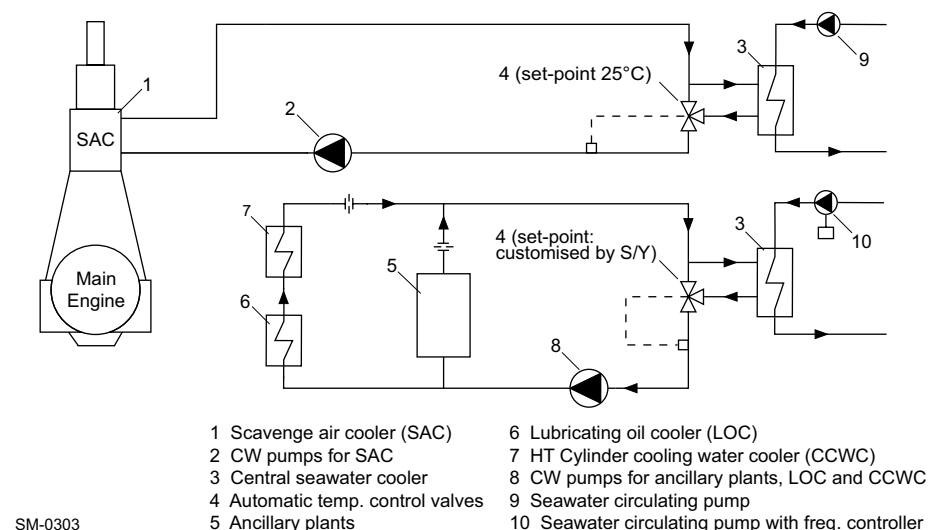 1
3
9
4 (set-point 25°C)
2
SAC
7
4 (set-point:
customised by S/Y)
3
10
5
Main
Engine
6
8
1 Scavenge air cooler (SAC)
2 CW pumps for SAC
3 Central seawater cooler
4 Automatic temp. control valves
5 Ancillary plants
6 Lubricating oil cooler (LOC)
7 HT Cylinder cooling water cooler (CCWC)
8 CW pumps for ancillary plants, LOC and CCWC
9 Seawater circulating pump
10 Seawater circulating pump with freq. controller
SM-0303